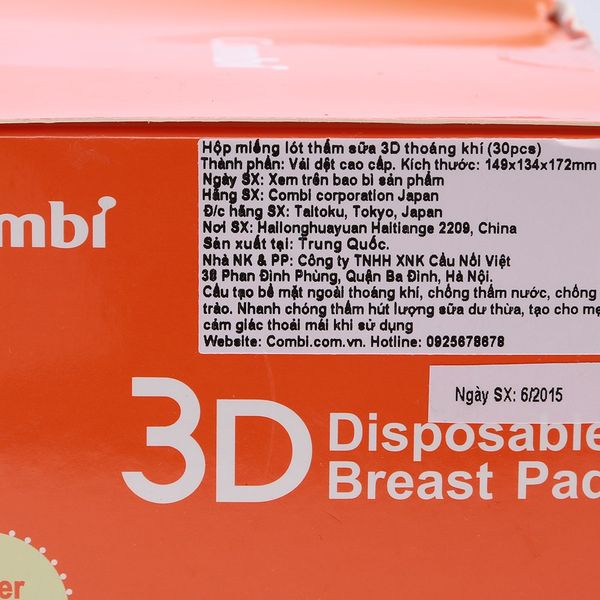 Combi
Hộp miếng lót thấm sữa 3D thoáng khí (30pcs)
Thành phần: Vải dệt cao cấp. Kích thước: 149x134x172mm
Ngày SX: Xem trên bao bì sản phẩm
Hãng SX: Combi corporation Japan
Đ/c hãng SX: Taitoku, Tokyo, Japan
Nơi SX: Hailonghuayuan Haitiange 2209, China
Sản xuất tại: Trung Quốc.
Nhà NK & PP: Công ty TNHH XNK Cầu Nối Việt
38 Phan Đình Phùng, Quận Ba Đình, Hà Nội.
Cấu tạo bề mặt ngoài thoáng khí, chống thấm nước, chống
trào. Nhanh chóng thấm hút lượng sữa dư thừa, tạo cho mẹ
cảm giác thoải mái khi sử dụng
Website: Combi.com.vn. Hotline: 0925678678
mbi
Ngày SX: 6/2015
3D
Disposable
Breast Pad
er